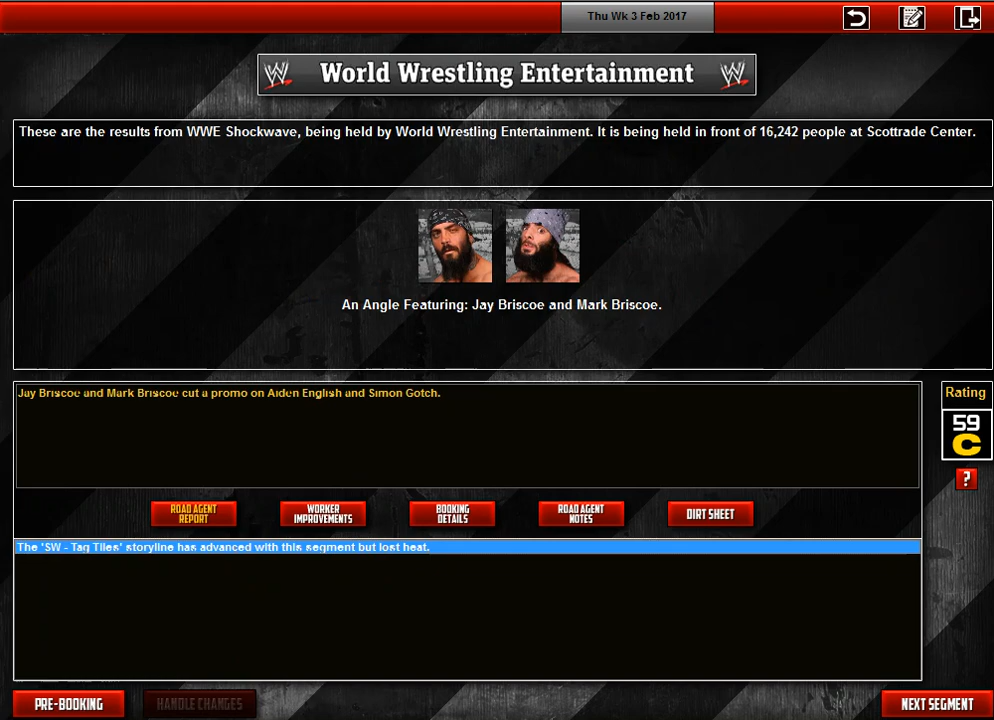 Thu Wk 3 Feb 2017
World Wrestling Entertainment
These are the results from WWE Shockwave, being held by World Wrestling Entertainment. It is being held in front of 16,242 people at Scottrade Center.
An Angle Featuring: Jay Briscoe and Mark Briscoe.
Jay Briscoe and Mark Briscoe cut a promo on Aiden English and Simon Gotch.
Rating
59
C
?
ROAD AGENT REPORT
WORKER IMPROVEMENTS
BOOKING DETAILS
ROAD AGENT NOTES
DIRT SHEET
The 'SW - Tag Tiles' storyline has advanced with this segment but lost heat.
PRE-BOOKING
HANDLE CHANGES
NEXT SEGMENT